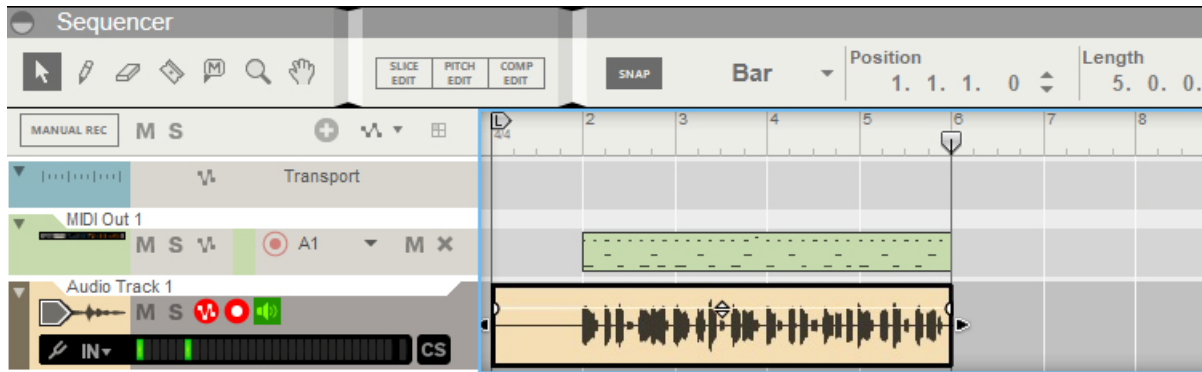 Sequencer
SLICE EDIT PITCH EDIT COMP EDIT SNAP Bar Position 1. 1. 1. 0 Length 5. 0. 0.
MANUAL REC M S L 4/4 2 3 4 5 6 7 8
Transport
MIDI Out 1
M S A1 M
Audio Track 1
M S
IN CS